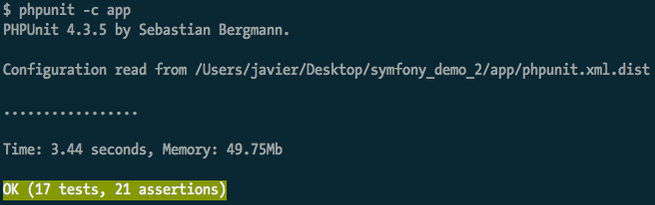 $ phpunit -c app
PHPUnit 4.3.5 by Sebastian Bergmann.
Configuration read from /Users/javier/Desktop/symfony_demo_2/app/phpunit.xml.dist
.................
Time: 3.44 seconds, Memory: 49.75Mb
OK (17 tests, 21 assertions)